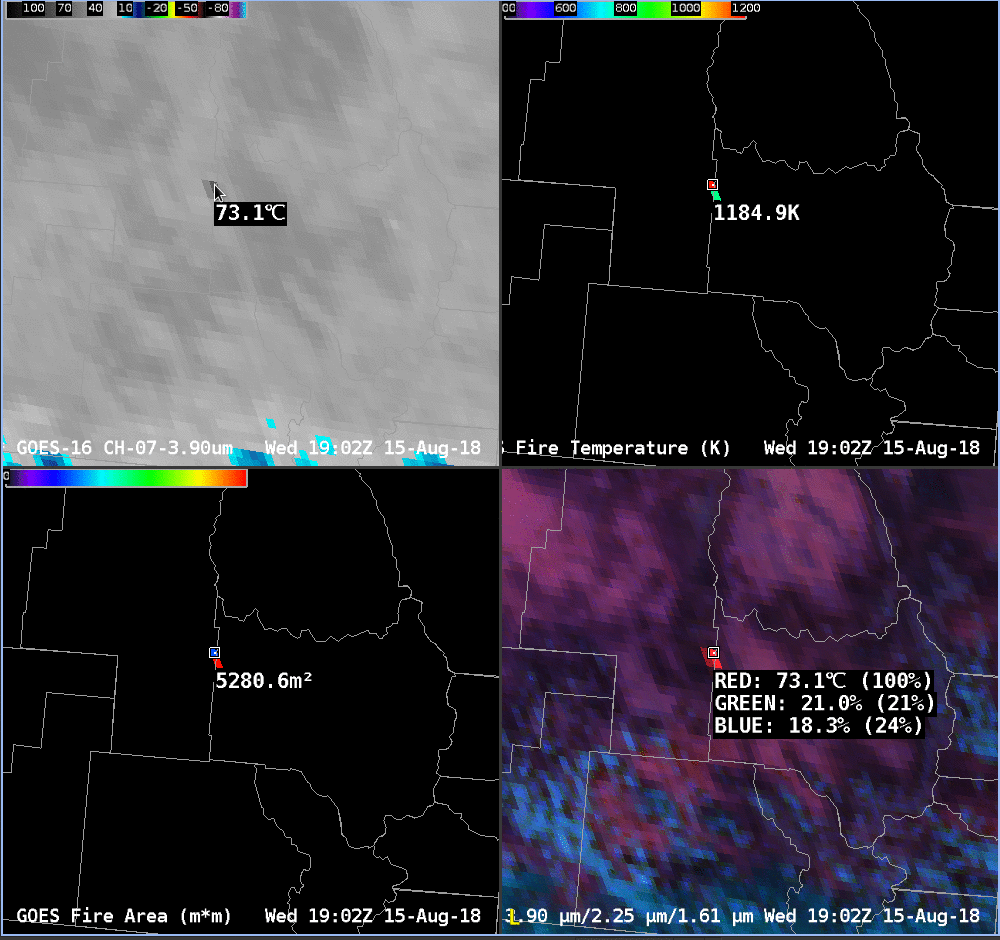 100 70 40 10 -20 -50 -80
00 600 800 1000 1200
73.1℃
1184.9K
GOES-16 CH-07-3.90um Wed 19:02Z 15-Aug-18
Fire Temperature (K) Wed 19:02Z 15-Aug-18
0
5280.6m²
RED: 73.1℃ (100%)
GREEN: 21.0% (21%)
BLUE: 18.3% (24%)
GOES Fire Area (m*m) Wed 19:02Z 15-Aug-18
.90 µm/2.25 µm/1.61 µm Wed 19:02Z 15-Aug-18